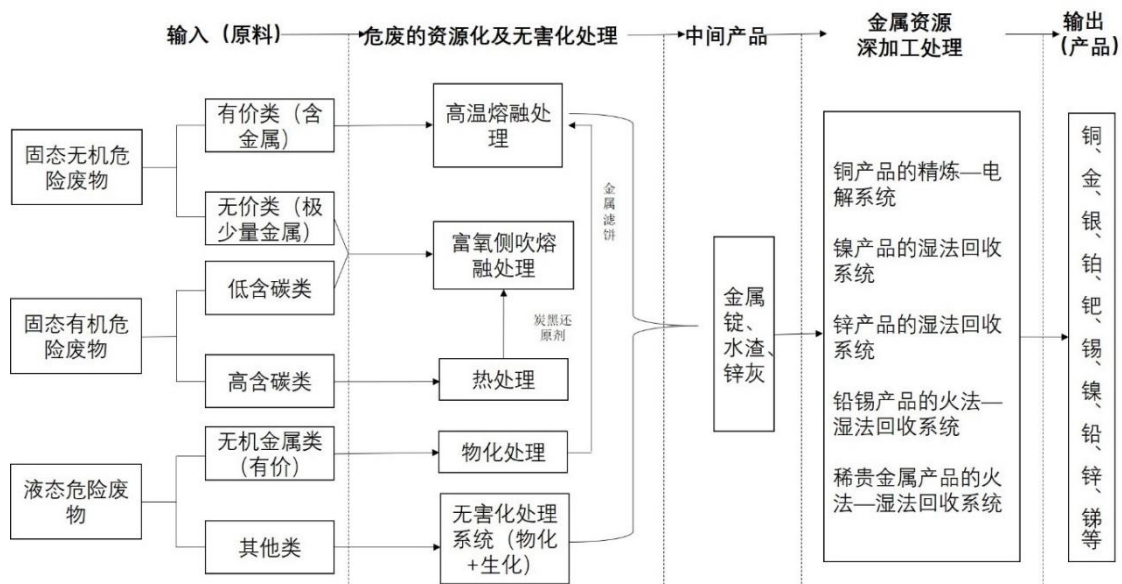 输入（原料）
危废的资源化及无害化处理
中间产品
金属资源
深加工处理
输出
（产品）
固态无机危
险废物
有价类（含
金属）
无价类（极
少量金属）
固态有机危
险废物
低含碳类
高含碳类
液态危险废
物
无机金属类
（有价）
其他类
高温熔融处
理
富氧侧吹熔
融处理
炭黑还
原剂
热处理
物化处理
无害化处理
系统（物化
+生化）
金属滤饼
金属
锭、
水渣、
锌灰
铜产品的精炼—电
解系统
镍产品的湿法回收
系统
锌产品的湿法回收
系统
铅锡产品的火法—
湿法回收系统
稀贵金属产品的火
法—湿法回收系统
铜、金、银、铂、钯、锡、镍、铅、锌、锑等